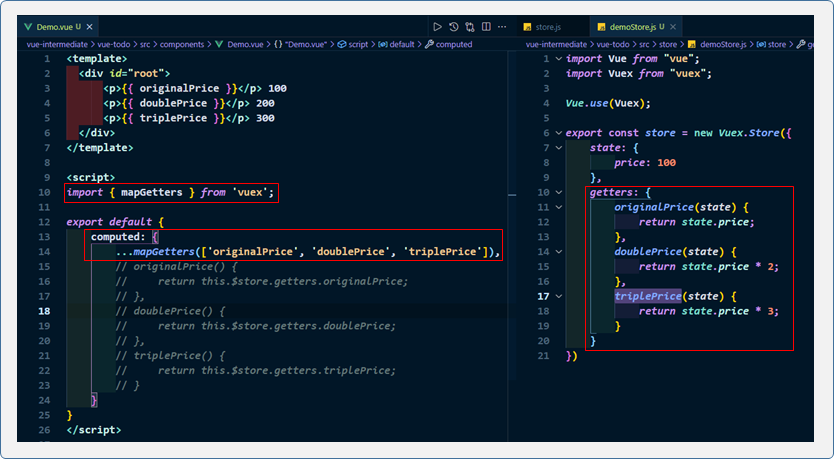 Demo.vue U
vue-intermediate > vue-todo > src > components > Demo.vue > {} "Demo.vue" > script > default > computed
1 <template>
2 <div id="root">
3 <p>{{ originalPrice }}</p> 100
4 <p>{{ doublePrice }}</p> 200
5 <p>{{ triplePrice }}</p> 300
6 </div>
7 </template>
8
9 <script>
10 import { mapGetters } from 'vuex';
11
12 export default {
13 computed: {
14 ...mapGetters(['originalPrice', 'doublePrice', 'triplePrice']),
15 // originalPrice() {
16 //     return this.$store.getters.originalPrice;
17 // },
18 // doublePrice() {
19 //     return this.$store.getters.doublePrice;
20 // },
21 // triplePrice() {
22 //     return this.$store.getters.triplePrice;
23 // }
24 }
25 }
26 </script>
store.js
demoStore.js U
vue-intermediate > vue-todo > src > store > demoStore.js > store >
1 import Vue from "vue";
2 import Vuex from "vuex";
3
4 Vue.use(Vuex);
5
6 export const store = new Vuex.Store({
7 state: {
8 price: 100
9 },
10 getters: {
11 originalPrice(state) {
12 return state.price;
13 },
14 doublePrice(state) {
15 return state.price * 2;
16 },
17 triplePrice(state) {
18 return state.price * 3;
19 }
20 }
21 })